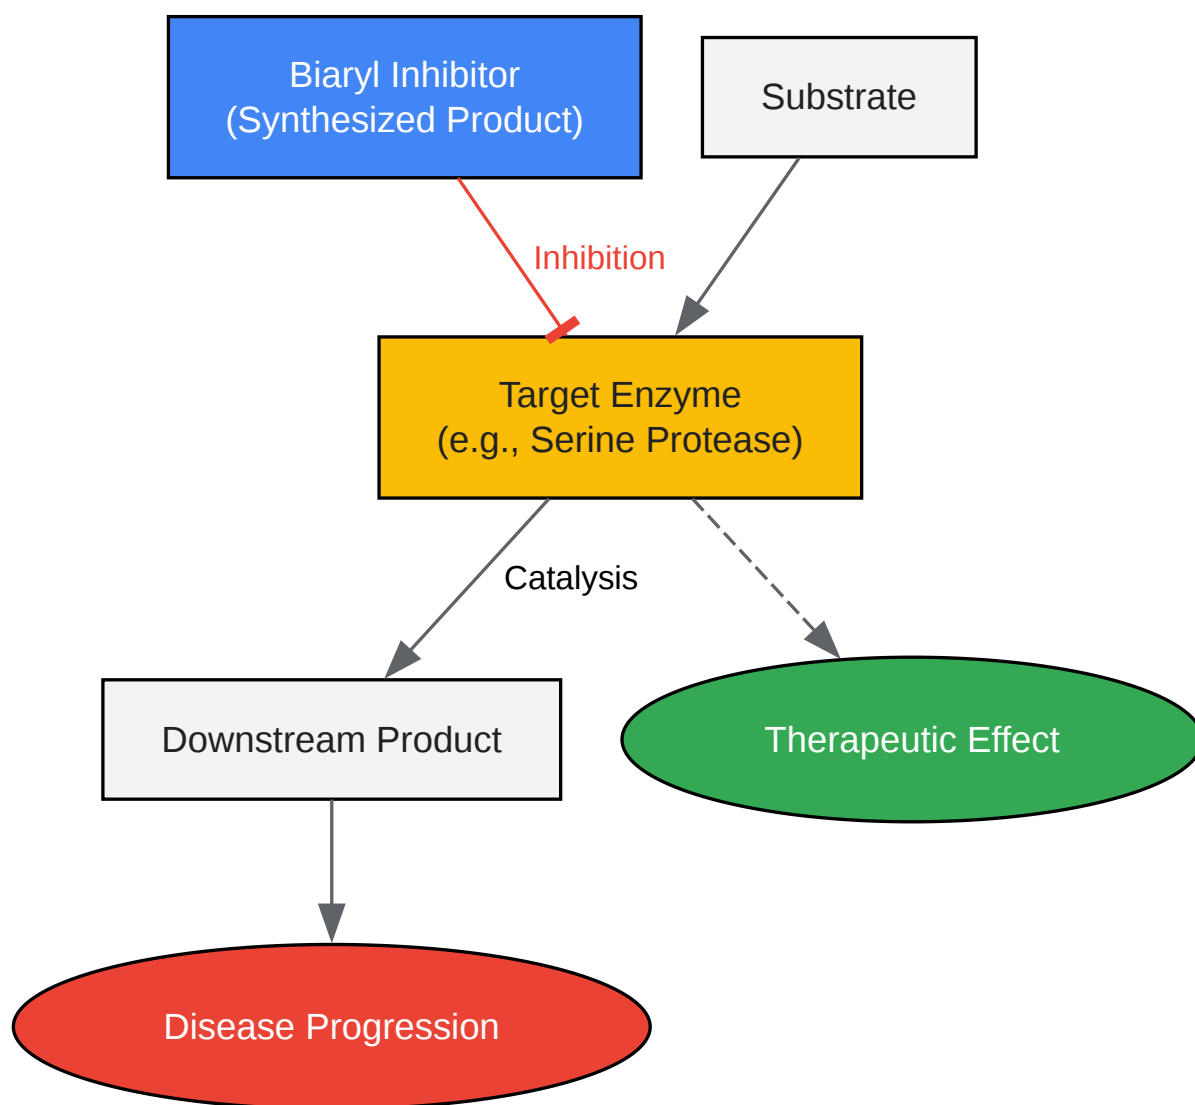 Biaryl Inhibitor
(Synthesized Product)
Substrate
Inhibition
Target Enzyme
(e.g., Serine Protease)
Catalysis
Downstream Product
Therapeutic Effect
Disease Progression